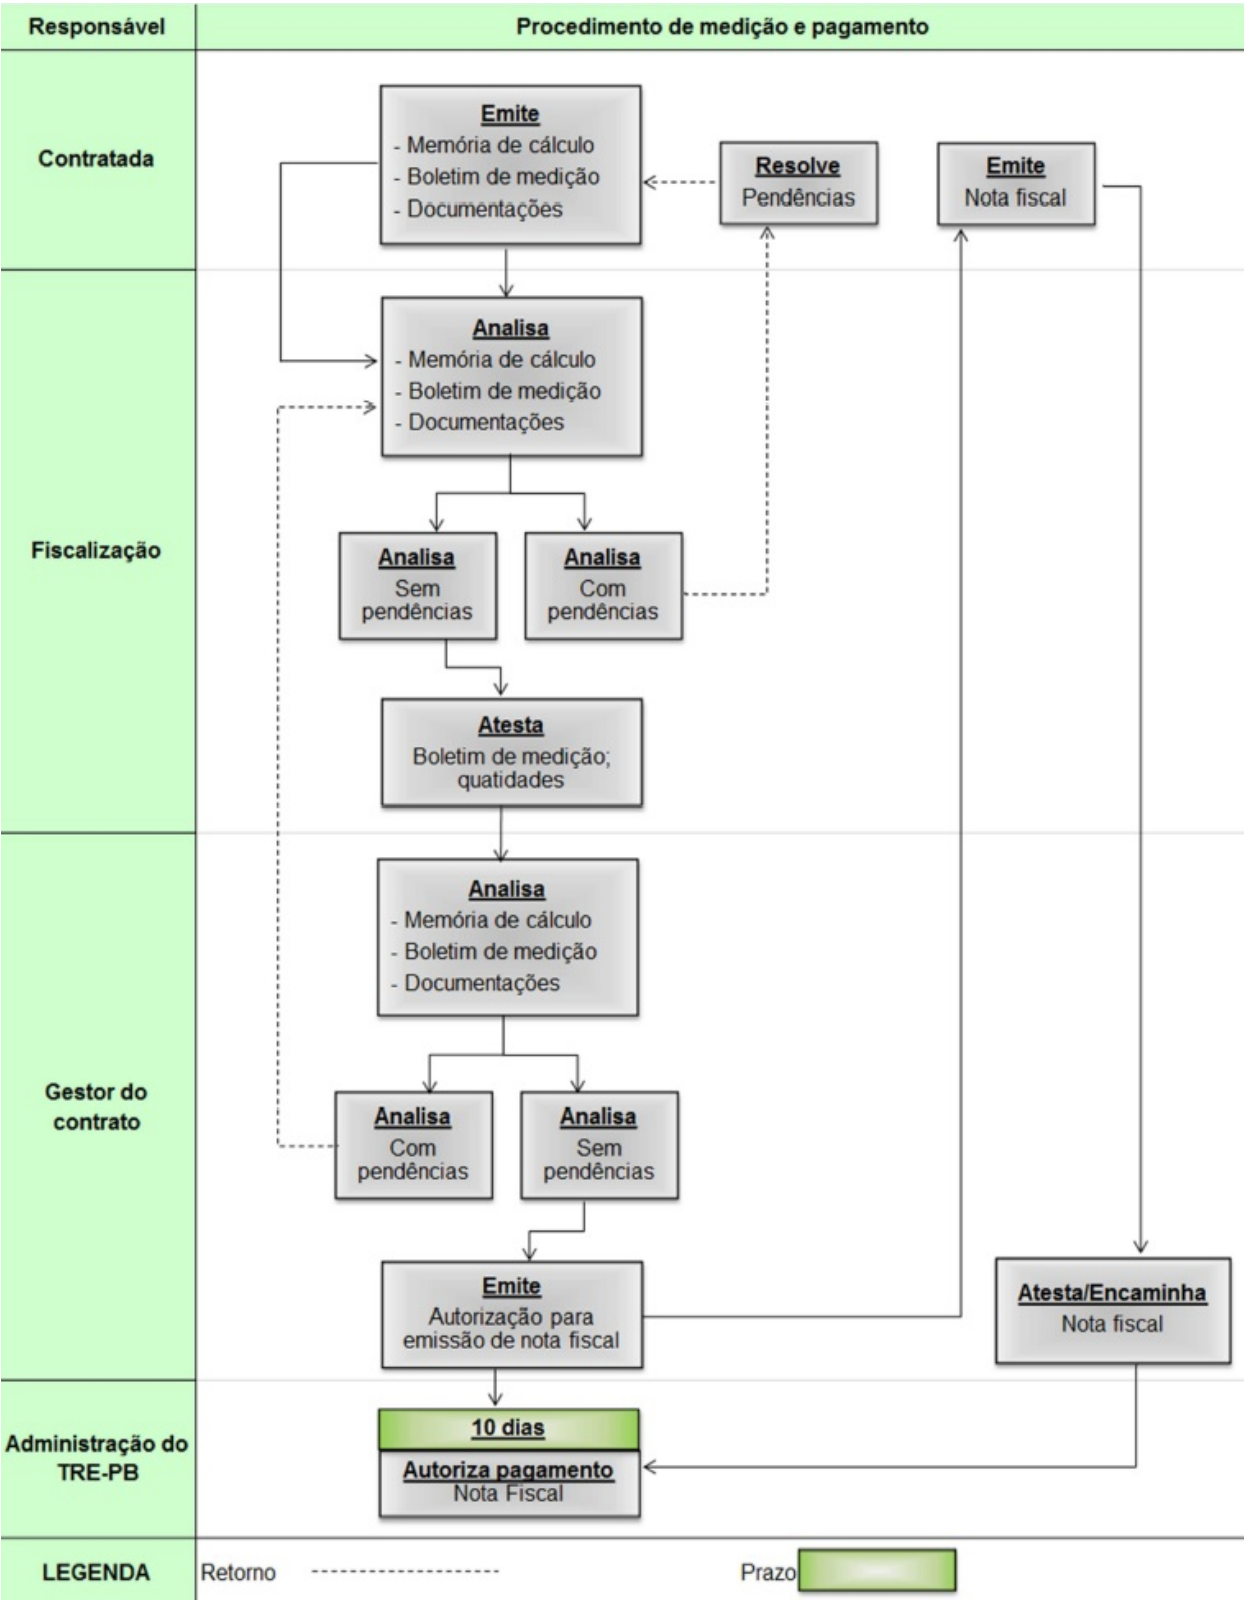 Responsável
Procedimento de medição e pagamento
Contratada
Emite
- Memória de cálculo
- Boletim de medição
- Documentações
Resolve
Pendências
Emite
Nota fiscal
Fiscalização
Analisa
- Memória de cálculo
- Boletim de medição
- Documentações
Analisa
Sem
pendências
Analisa
Com
pendências
Atesta
Boletim de medição;
quatidades
Gestor do
contrato
Analisa
- Memória de cálculo
- Boletim de medição
- Documentações
Analisa
Com
pendências
Analisa
Sem
pendências
Emite
Autorização para
emissão de nota fiscal
Atesta/Encaminha
Nota fiscal
Administração do
TRE-PB
10 dias
Autoriza pagamento
Nota Fiscal
LEGENDA
Retorno
Prazo